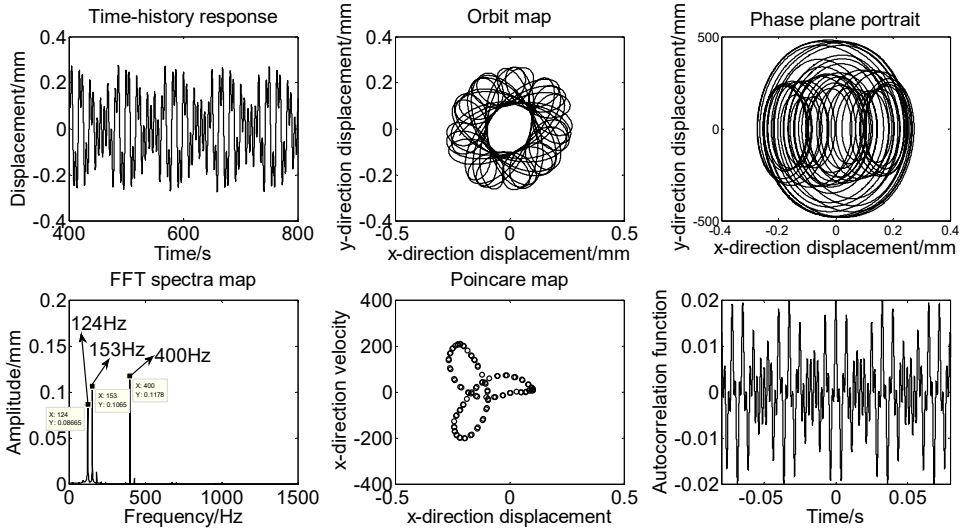 Time-history response
Displacement/mm
0.4
0.2
0
-0.2
-0.4
400
600
800
Time/s
Orbit map
y-direction displacement/mm
0.4
0.2
0
-0.2
-0.4
-0.5
0
0.5
x-direction displacement/mm
Phase plane portrait
y-direction displacement/mm
500
0
-500
-0.4
-0.2
0
0.2
0.4
x-direction displacement/mm
FFT spectra map
Amplitude/mm
0.2
0.15
0.1
0.05
0
124Hz
153Hz
400Hz
X: 124
Y: 0.08665
X: 153
Y: 0.1065
X: 400
Y: 0.1178
0
500
1000
1500
Frequency/Hz
Poincare map
x-direction velocity
400
200
0
-200
-400
-0.5
0
0.5
x-direction displacement
Autocorrelation function
0.02
0.01
0
-0.01
-0.02
-0.05
0
0.05
Time/s